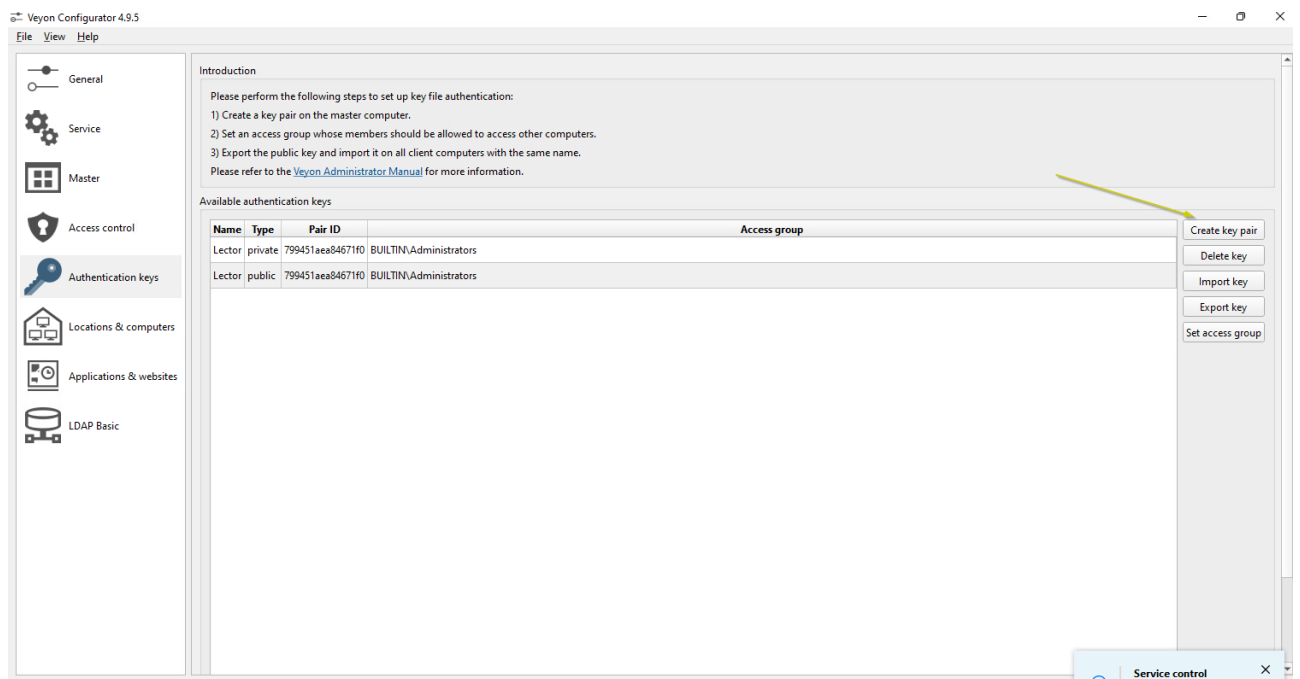 Veyon Configurator 4.9.5
File View Help
General
Service
Master
Access control
Authentication keys
Locations & computers
Applications & websites
LDAP Basic
Introduction
Please perform the following steps to set up key file authentication:
1) Create a key pair on the master computer.
2) Set an access group whose members should be allowed to access other computers.
3) Export the public key and import it on all client computers with the same name.
Please refer to the Veyon Administrator Manual for more information.
Available authentication keys
Name Type Pair ID Access group
Lector private 799451aea84671f0 BUILTIN\Administrators
Lector public 799451aea84671f0 BUILTIN\Administrators
Create key pair
Delete key
Import key
Export key
Set access group
Service control